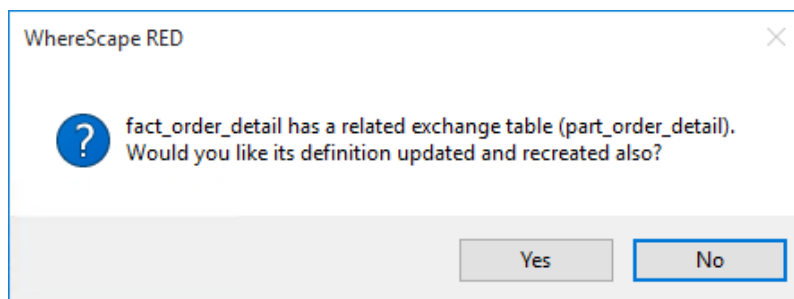 WhereScape RED
fact_order_detail has a related exchange table (part_order_detail).
Would you like its definition updated and recreated also?
Yes
No